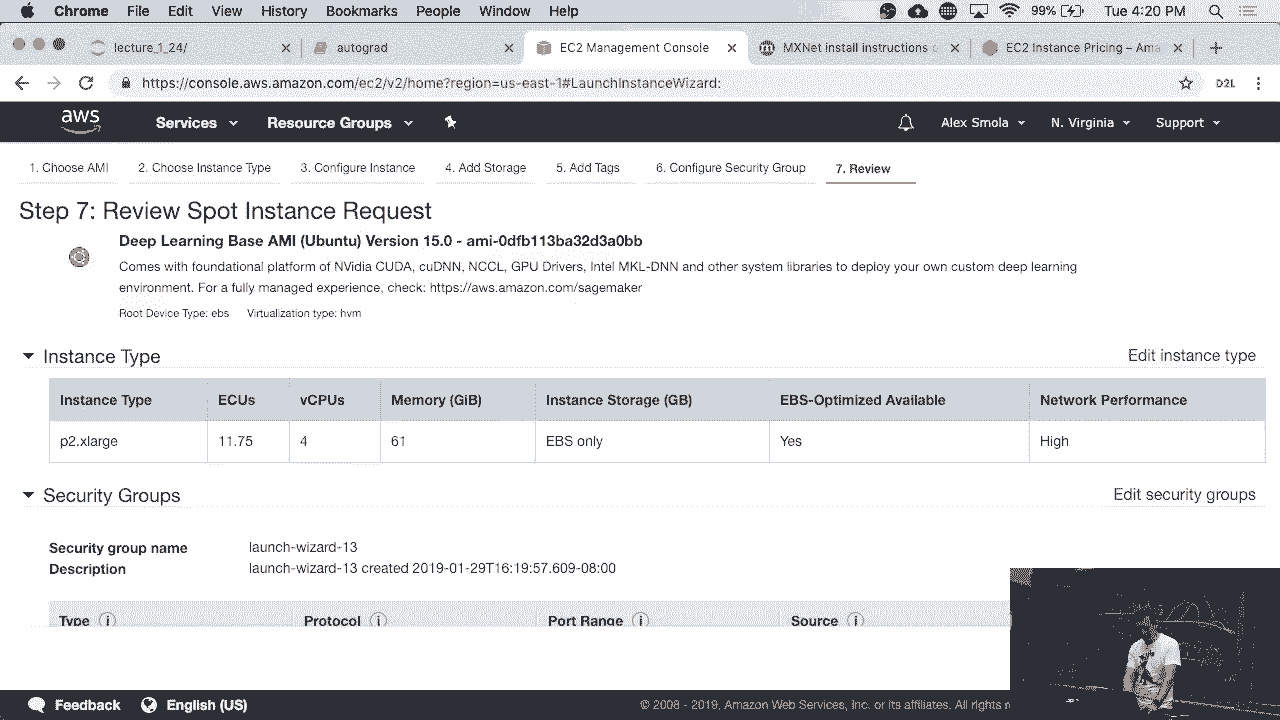 Chrome File Edit View History Bookmarks People Window Help 99% Tue 4:20 PM
lecture_1_24/ autograd EC2 Management Console MXNet install instructions EC2 Instance Pricing – Ama
https://console.aws.amazon.com/ec2/v2/home?region=us-east-1#LaunchInstanceWizard: D2L
aws Services Resource Groups Alex Smola N. Virginia Support
1. Choose AMI 2. Choose Instance Type 3. Configure Instance 4. Add Storage 5. Add Tags 6. Configure Security Group 7. Review
Step 7: Review Spot Instance Request
Deep Learning Base AMI (Ubuntu) Version 15.0 - ami-0dfb113ba32d3a0bb
Comes with foundational platform of NVidia CUDA, cuDNN, NCCL, GPU Drivers, Intel MKL-DNN and other system libraries to deploy your own custom deep learning
environment. For a fully managed experience, check: https://aws.amazon.com/sagemaker
Root Device Type: ebs Virtualization type: hvm
Instance Type Edit instance type
Instance Type ECUs vCPUs Memory (GiB) Instance Storage (GB) EBS-Optimized Available Network Performance
p2.xlarge 11.75 4 61 EBS only Yes High
Security Groups Edit security groups
Security group name launch-wizard-13
Description launch-wizard-13 created 2019-01-29T16:19:57.609-08:00
Type Protocol Port Range Source
Feedback English (US) © 2008 - 2019, Amazon Web Services, Inc. or its affiliates. All rights r